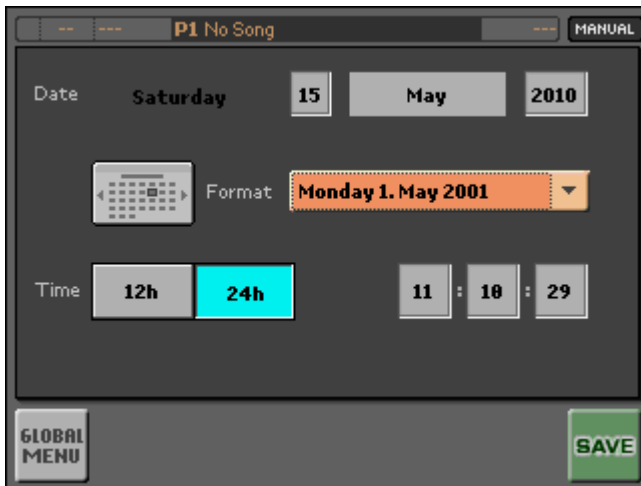 -- --- P1 No Song --- MANUAL
Date Saturday 15 May 2010
Format Monday 1. May 2001
Time 12h 24h 11 : 10 : 29
GLOBAL MENU SAVE